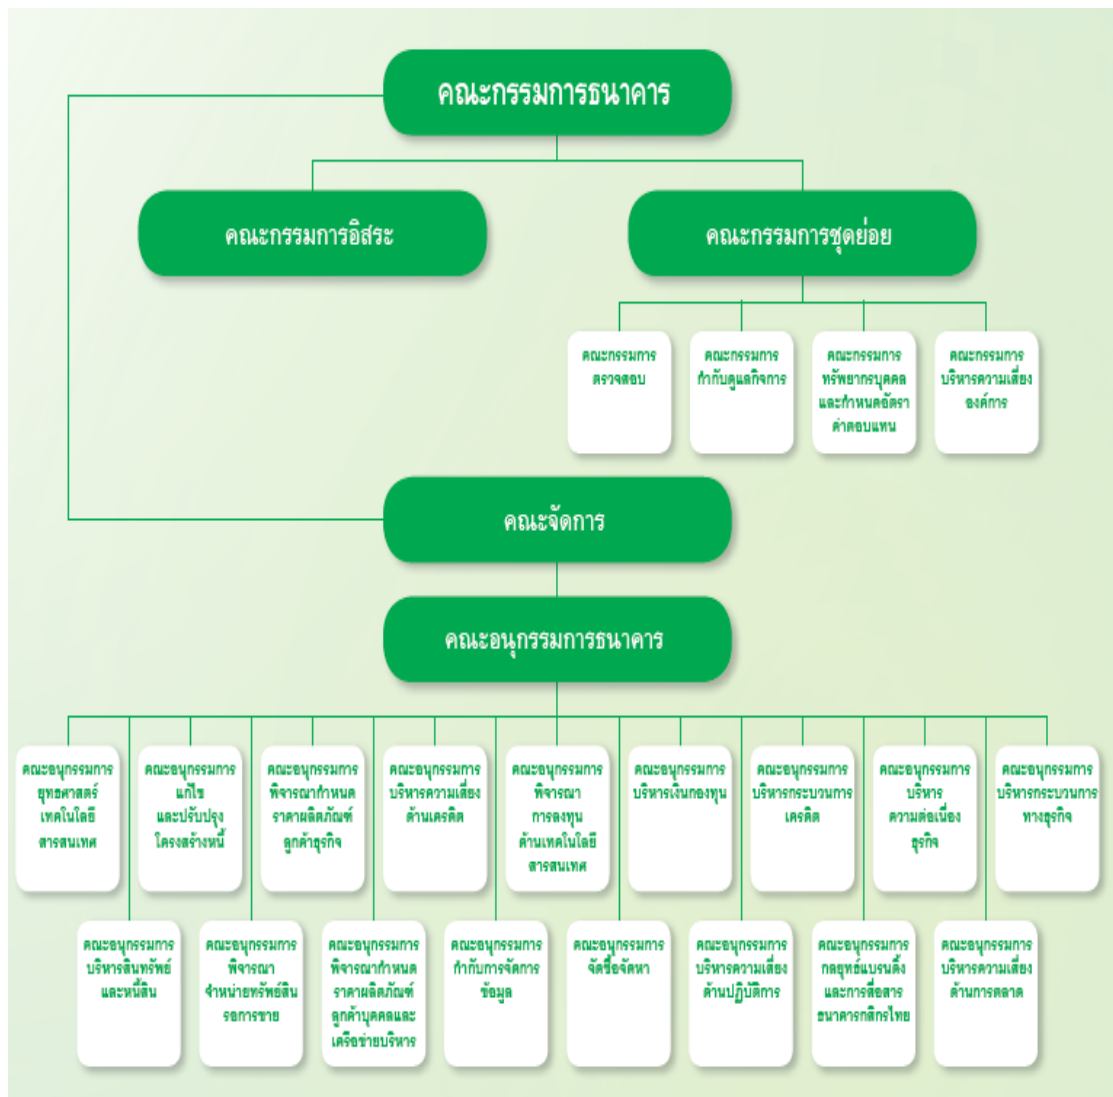 คณะกรรมการธนาคาร
คณะกรรมการอิสระ
คณะกรรมการชุดย่อย
คณะกรรมการ
ตรวจสอบ
คณะกรรมการ
กำกับดูแลกิจการ
คณะกรรมการ
ทรัพยากรบุคคล
และกำหนดอัตรา
ค่าตอบแทน
คณะกรรมการ
บริหารความเสี่ยง
องค์การ
คณะจัดการ
คณะอนุกรรมการธนาคาร
คณะอนุกรรมการ
ยุทธศาสตร์
เทคโนโลยี
สารสนเทศ
คณะอนุกรรมการ
แก้ไข
และปรับปรุง
โครงสร้างหนี้
คณะอนุกรรมการ
พิจารณากำหนด
ราคาผลิตภัณฑ์
ลูกค้าธุรกิจ
คณะอนุกรรมการ
บริหารความเสี่ยง
ด้านเครดิต
คณะอนุกรรมการ
พิจารณา
การลงทุน
ด้านเทคโนโลยี
สารสนเทศ
คณะอนุกรรมการ
บริหารเงินกองทุน
คณะอนุกรรมการ
บริหารกระบวนการ
เครดิต
คณะอนุกรรมการ
บริหาร
ความต่อเนื่อง
ธุรกิจ
คณะอนุกรรมการ
บริหารกระบวนการ
ทางธุรกิจ
คณะอนุกรรมการ
บริหารสินทรัพย์
และหนี้สิน
คณะอนุกรรมการ
พิจารณา
จำหน่ายทรัพย์สิน
รอการขาย
คณะอนุกรรมการ
พิจารณากำหนด
ราคาผลิตภัณฑ์
ลูกค้าบุคคลและ
เครือข่ายบริหาร
คณะอนุกรรมการ
กำกับการจัดการ
ข้อมูล
คณะอนุกรรมการ
จัดซื้อจัดหา
คณะอนุกรรมการ
บริหารความเสี่ยง
ด้านปฏิบัติการ
คณะอนุกรรมการ
กลยุทธ์แบรนดิ้ง
และการสื่อสาร
ธนาคารกสิกรไทย
คณะอนุกรรมการ
บริหารความเสี่ยง
ด้านการตลาด